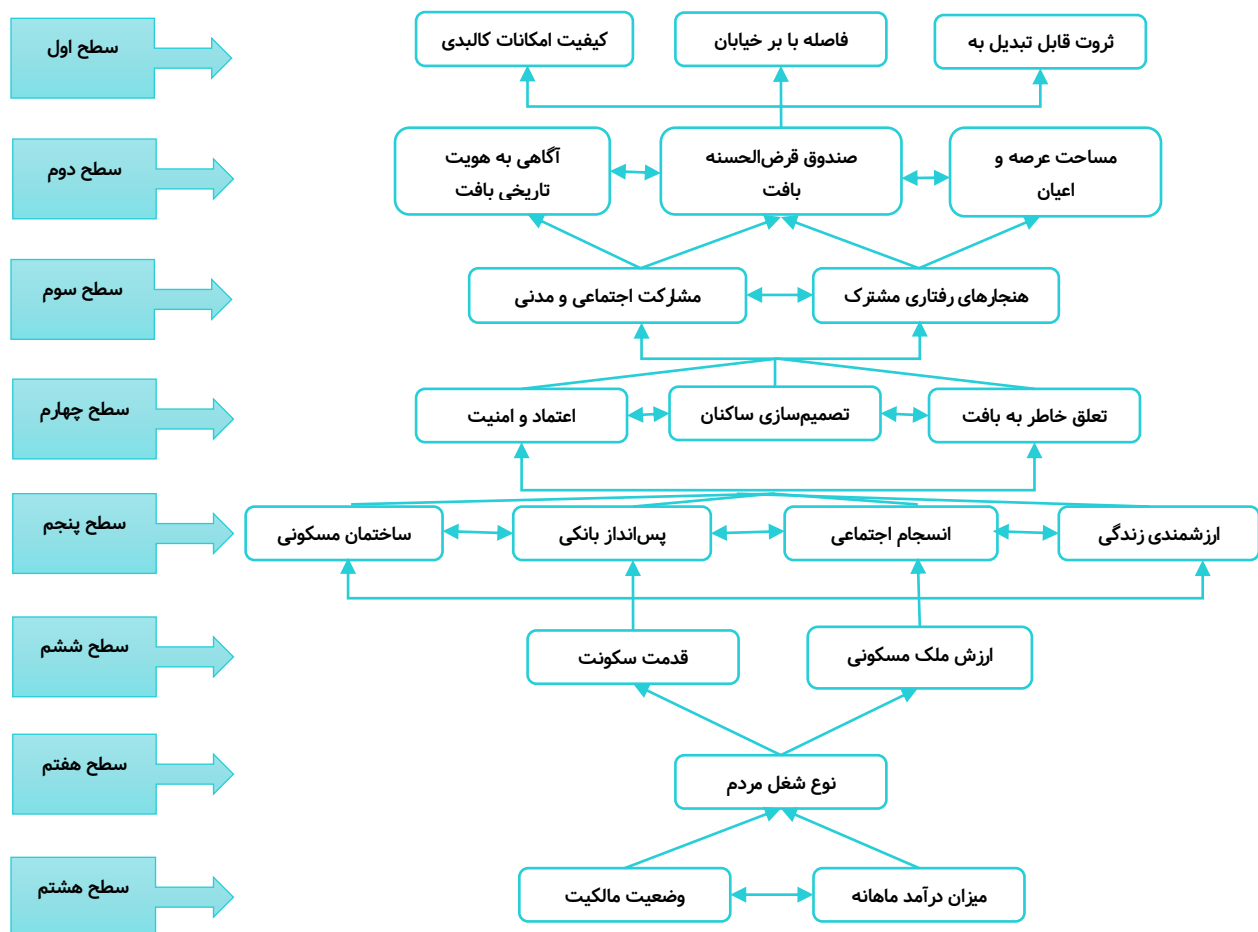 سطح اول
ثروت قابل تبدیل به
فاصله با بر خیابان
کیفیت امکانات کالبدی
سطح دوم
مساحت عرصه و
اعیان
صندوق قرض‌الحسنه
بافت
آگاهی به هویت
تاریخی بافت
سطح سوم
هنجارهای رفتاری مشترک
مشارکت اجتماعی و مدنی
سطح چهارم
تعلق خاطر به بافت
تصمیم‌سازی ساکنان
اعتماد و امنیت
سطح پنجم
ارزشمندی زندگی
انسجام اجتماعی
پس‌انداز بانکی
ساختمان مسکونی
سطح ششم
ارزش ملک مسکونی
قدمت سکونت
سطح هفتم
نوع شغل مردم
سطح هشتم
میزان درآمد ماهانه
وضعیت مالکیت